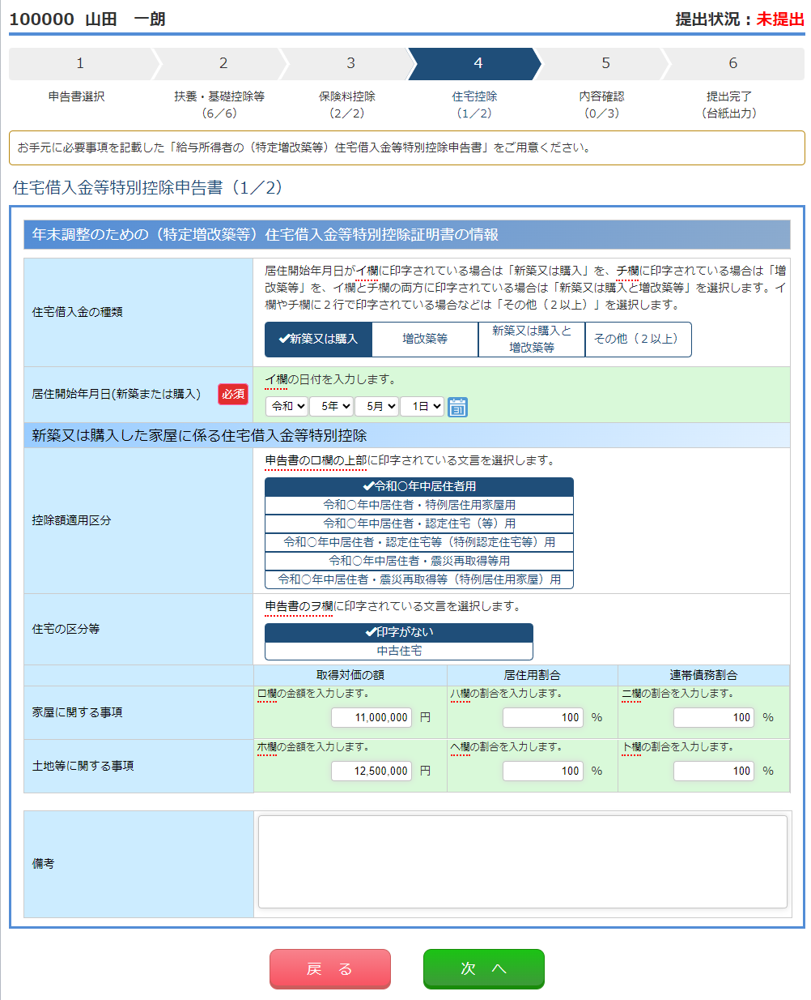 100000 山田　一朗
提出状況：未提出
1 2 3 4 5 6
申告書選択 扶養・基礎控除等 保険料控除 住宅控除 内容確認 提出完了
（6／6） （2／2） （1／2） （0／3） （台紙出力）
お手元に必要事項を記載した「給与所得者の（特定増改築等）住宅借入金等特別控除申告書」をご用意ください。
住宅借入金等特別控除申告書（1／2）
年末調整のための（特定増改築等）住宅借入金等特別控除証明書の情報
住宅借入金の種類
居住開始年月日がイ欄に印字されている場合は「新築又は購入」を、チ欄に印字されている場合は「増
改築等」を、イ欄とチ欄の両方に印字されている場合は「新築又は購入と増改築等」を選択します。イ
欄やチ欄に２行で印字されている場合などは「その他（２以上）」を選択します。
✔新築又は購入 増改築等 新築又は購入と
増改築等 その他（２以上）
居住開始年月日(新築または購入) 必須
イ欄の日付を入力します。
令和 5年 5月 1日 31
新築又は購入した家屋に係る住宅借入金等特別控除
控除額適用区分
申告書のロ欄の上部に印字されている文言を選択します。
✔令和○年中居住者用
令和○年中居住者・特例居住用家屋用
令和○年中居住者・認定住宅（等）用
令和○年中居住者・認定住宅等（特例認定住宅等）用
令和○年中居住者・震災再取得等用
令和○年中居住者・震災再取得等（特例居住用家屋）用
住宅の区分等
申告書のヲ欄に印字されている文言を選択します。
✔印字がない
中古住宅
取得対価の額 居住用割合 連帯債務割合
家屋に関する事項
ロ欄の金額を入力します。 ハ欄の割合を入力します。 ニ欄の割合を入力します。
11,000,000 円 100 % 100 %
土地等に関する事項
ホ欄の金額を入力します。 ヘ欄の割合を入力します。 ト欄の割合を入力します。
12,500,000 円 100 % 100 %
備考
戻　る 次　へ